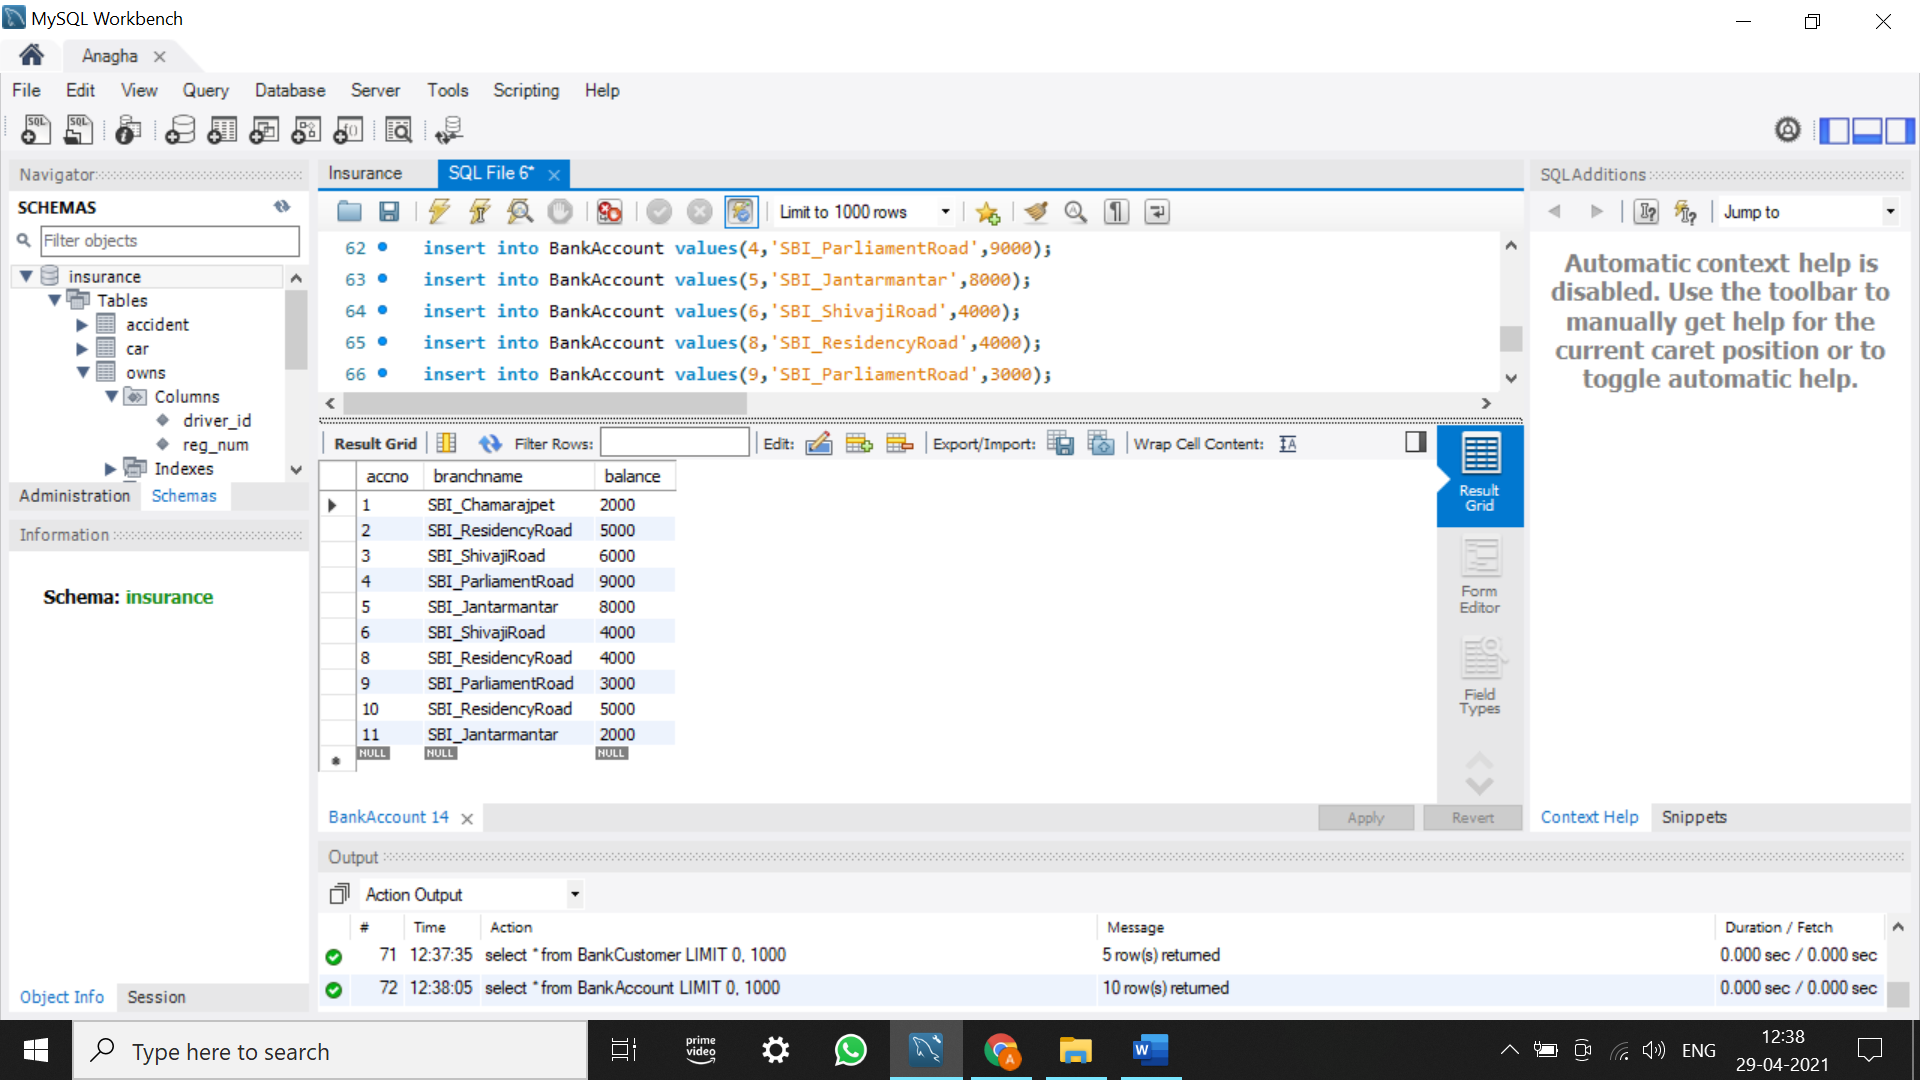 MySQL Workbench
Anagha
File Edit View Query Database Server Tools Scripting Help
Navigator
SCHEMAS
Filter objects
insurance
Tables
accident
car
owns
Columns
driver_id
reg_num
Indexes
Administration Schemas
Information
Schema: insurance
Object Info Session
Insurance SQL File 6*
Limit to 1000 rows
62 insert into BankAccount values(4,'SBI_ParliamentRoad',9000);
63 insert into BankAccount values(5,'SBI_Jantarmantar',8000);
64 insert into BankAccount values(6,'SBI_ShivajiRoad',4000);
65 insert into BankAccount values(8,'SBI_ResidencyRoad',4000);
66 insert into BankAccount values(9,'SBI_ParliamentRoad',3000);
Result Grid Filter Rows: Edit: Export/Import: Wrap Cell Content: IA
accno branchname balance
1 SBI_Chamarajpet 2000
2 SBI_ResidencyRoad 5000
3 SBI_ShivajiRoad 6000
4 SBI_ParliamentRoad 9000
5 SBI_Jantarmantar 8000
6 SBI_ShivajiRoad 4000
8 SBI_ResidencyRoad 4000
9 SBI_ParliamentRoad 3000
10 SBI_ResidencyRoad 5000
11 SBI_Jantarmantar 2000
NULL NULL NULL
Result
Grid
Form
Editor
Field
Types
BankAccount 14 Apply Revert
SQLAdditions
Jump to
Automatic context help is
disabled. Use the toolbar to
manually get help for the
current caret position or to
toggle automatic help.
Context Help Snippets
Output
Action Output
# Time Action Message Duration / Fetch
71 12:37:35 select * from BankCustomer LIMIT 0, 1000 5 row(s) returned 0.000 sec / 0.000 sec
72 12:38:05 select * from BankAccount LIMIT 0, 1000 10 row(s) returned 0.000 sec / 0.000 sec
Type here to search
prime
video
W
A
ENG
12:38
29-04-2021